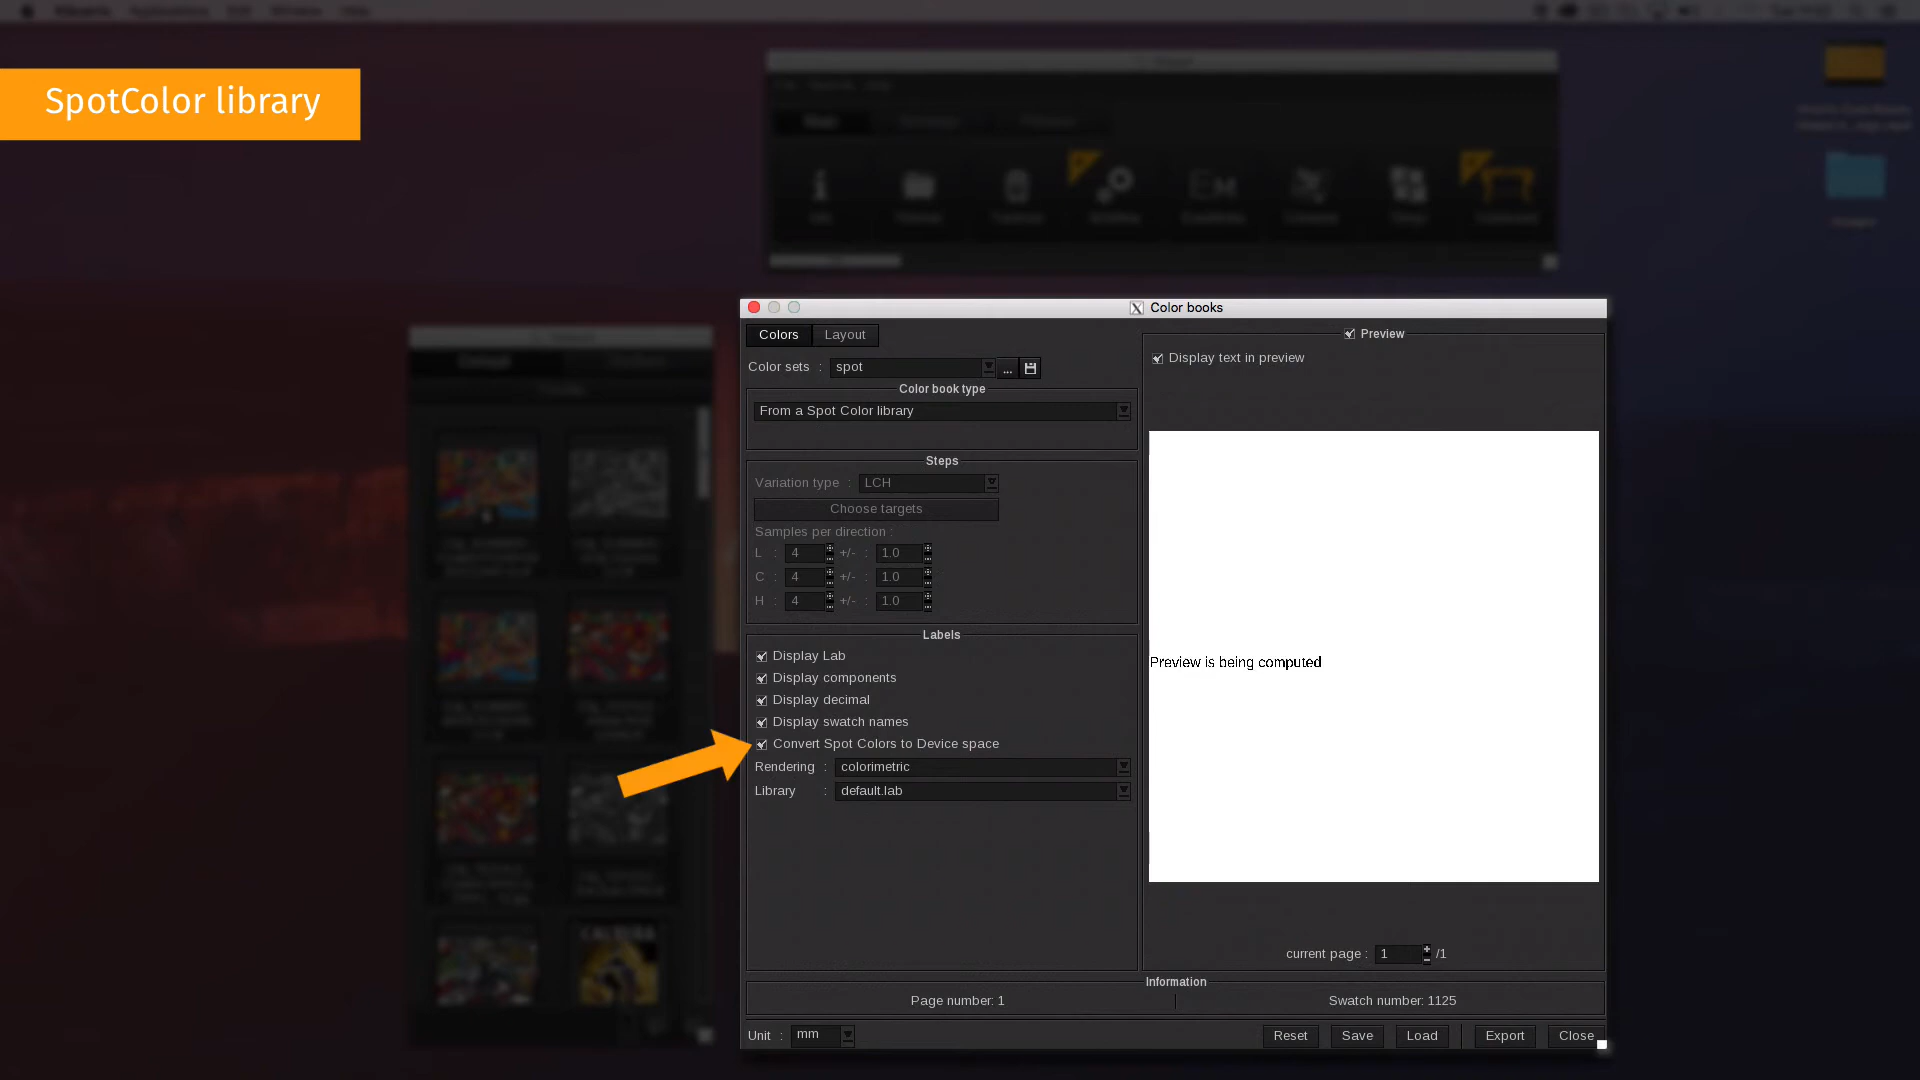 SpotColor library
Color books
Colors
Layout
Color sets :
spot
...
Color book type
From a Spot Color library
Steps
Variation type :
LCH
Choose targets
Samples per direction :
L :
4
+/- :
1.0
C :
4
+/- :
1.0
H :
4
+/- :
1.0
Labels
Display Lab
Display components
Display decimal
Display swatch names
Convert Spot Colors to Device space
Rendering :
colorimetric
Library :
default.lab
Preview
Display text in preview
Preview is being computed
current page :
1
/1
Information
Page number: 1
Swatch number: 1125
Unit :
mm
Reset
Save
Load
Export
Close